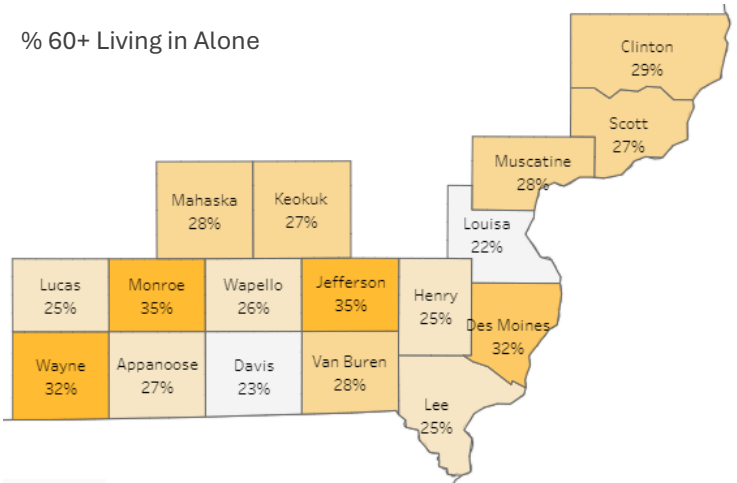 % 60+ Living in Alone
Clinton
29%
Scott
27%
Muscatine
28%
Mahaska
28%
Keokuk
27%
Louisa
22%
Lucas
25%
Monroe
35%
Wapello
26%
Jefferson
35%
Henry
25%
Des Moines
32%
Wayne
32%
Appanoose
27%
Davis
23%
Van Buren
28%
Lee
25%